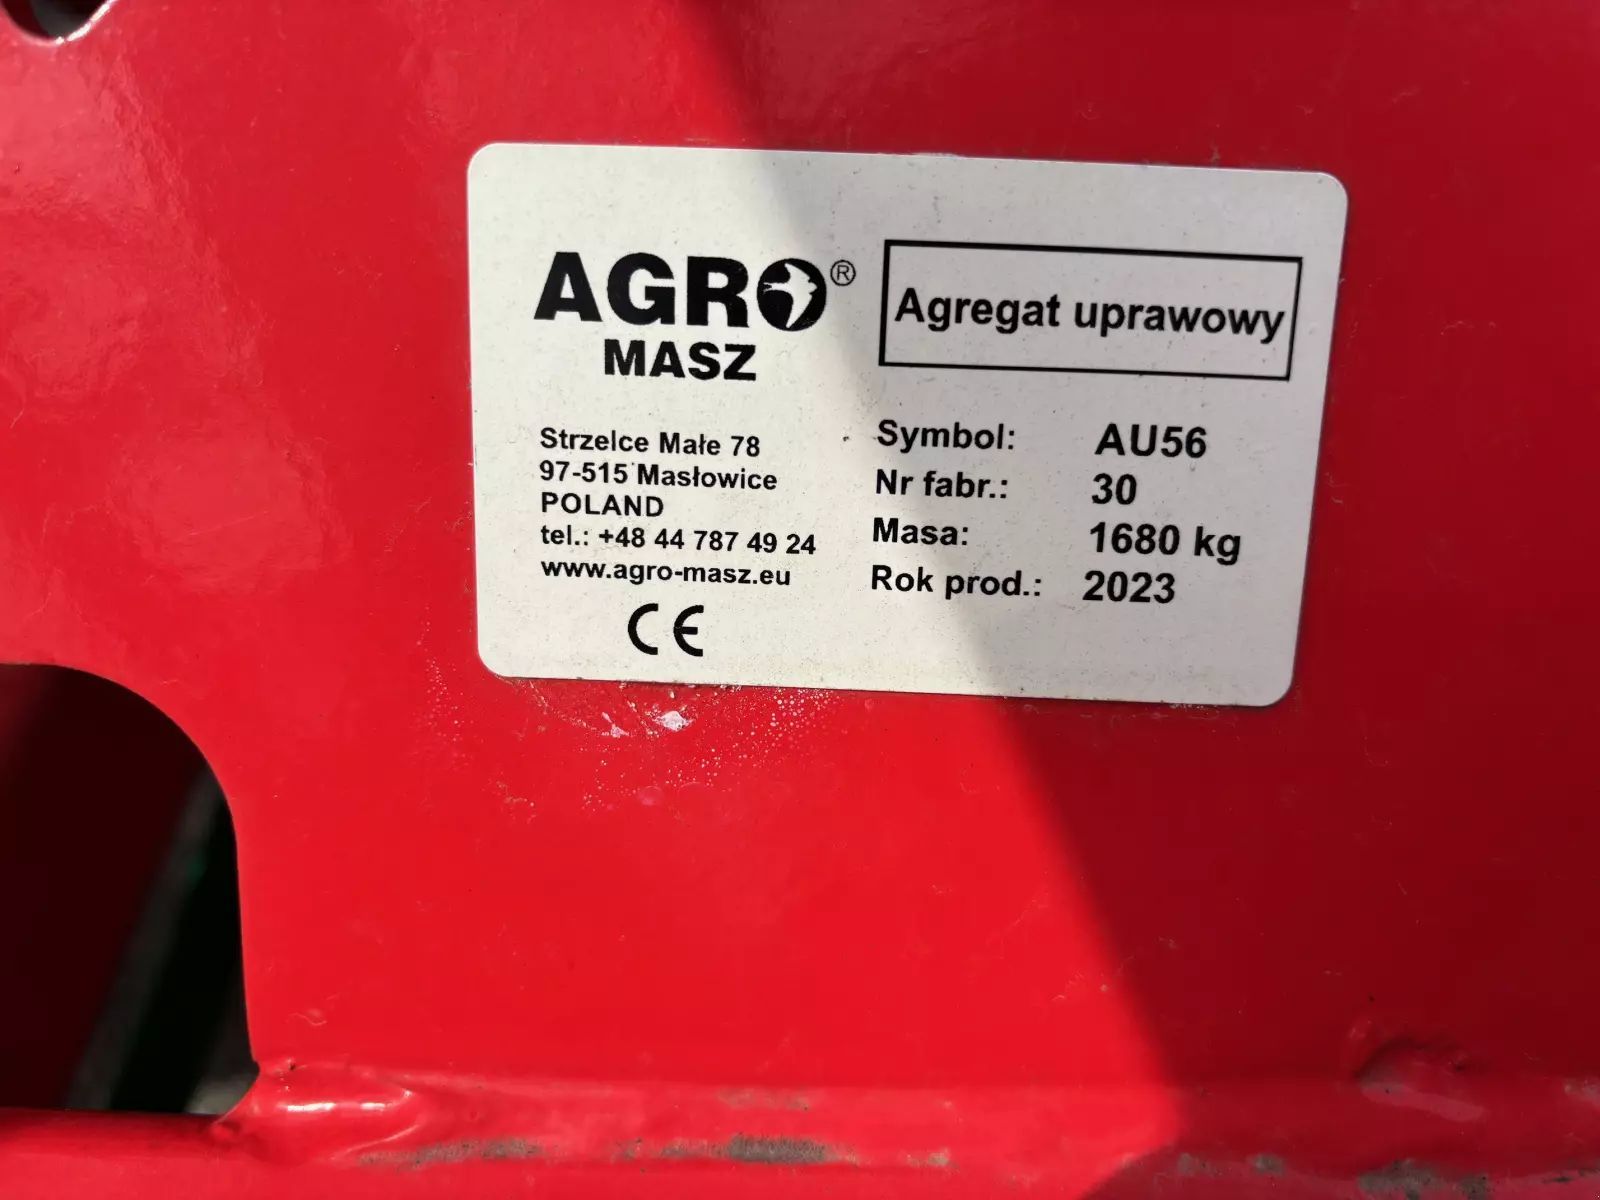 AGRO®
MASZ
Strzelce Małe 78
97-515 Masłowice
POLAND
tel.: +48 44 787 49 24
www.agro-masz.eu
CE
Agregat uprawowy
Symbol: AU56
Nr fabr.: 30
Masa: 1680 kg
Rok prod.: 2023